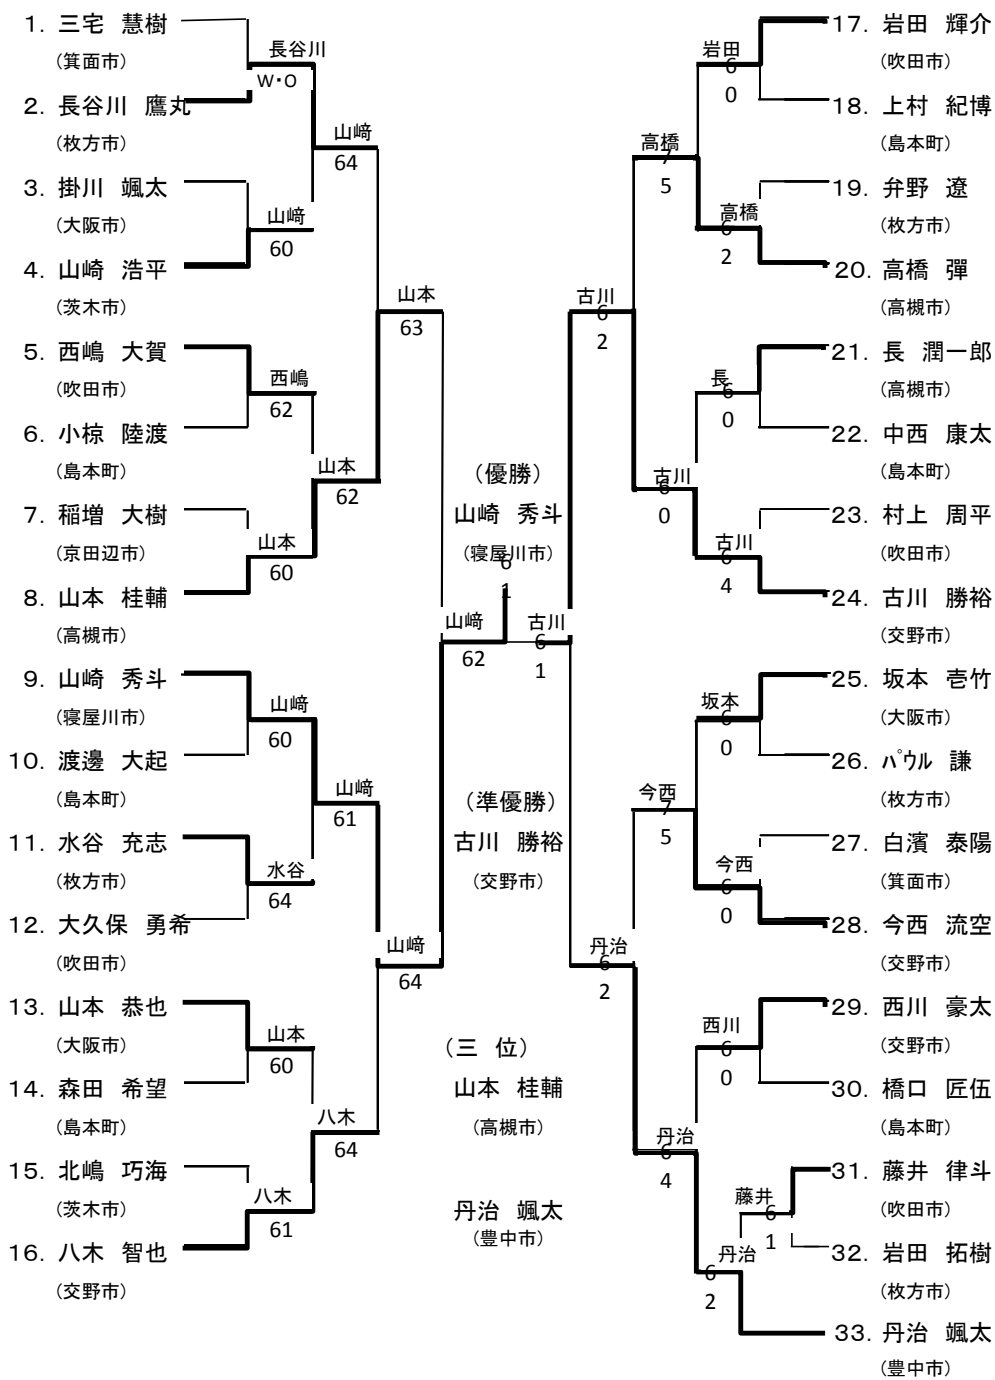 1. 三宅 慧樹
(箕面市)
2. 長谷川 鷹丸
(枚方市)
3. 掛川 颯太
(大阪市)
4. 山崎 浩平
(茨木市)
5. 西嶋 大賀
(吹田市)
6. 小椋 陸渡
(島本町)
7. 稲増 大樹
(京田辺市)
8. 山本 桂輔
(高槻市)
9. 山崎 秀斗
(寝屋川市)
10. 渡邊 大起
(島本町)
11. 水谷 充志
(枚方市)
12. 大久保 勇希
(吹田市)
13. 山本 恭也
(大阪市)
14. 森田 希望
(島本町)
15. 北嶋 巧海
(茨木市)
16. 八木 智也
(交野市)
長谷川
W・O
山﨑
60
西嶋
62
山本
60
山﨑
60
水谷
64
山本
60
八木
61
山﨑
64
山本
62
山﨑
61
八木
64
山本
63
山﨑
64
山﨑
62
(優勝)
山崎 秀斗
(寝屋川市)
6
1
(準優勝)
古川 勝裕
(交野市)
(三 位)
山本 桂輔
(高槻市)
丹治 颯太
(豊中市)
古川
6
1
古川
6
2
丹治
6
2
高橋
7
5
古川
6
0
今西
7
5
丹治
6
4
岩田
6
0
高橋
6
2
長
6
0
古川
6
4
坂本
6
0
今西
6
0
西川
6
0
藤井
6
1
丹治
6
2
17. 岩田 輝介
(吹田市)
18. 上村 紀博
(島本町)
19. 弁野 遼
(枚方市)
20. 高橋 彈
(高槻市)
21. 長 潤一郎
(高槻市)
22. 中西 康太
(島本町)
23. 村上 周平
(吹田市)
24. 古川 勝裕
(交野市)
25. 坂本 壱竹
(大阪市)
26. ﾊﾟｳﾙ 謙
(枚方市)
27. 白濱 泰陽
(箕面市)
28. 今西 流空
(交野市)
29. 西川 豪太
(交野市)
30. 橋口 匠伍
(島本町)
31. 藤井 律斗
(吹田市)
32. 岩田 拓樹
(枚方市)
33. 丹治 颯太
(豊中市)